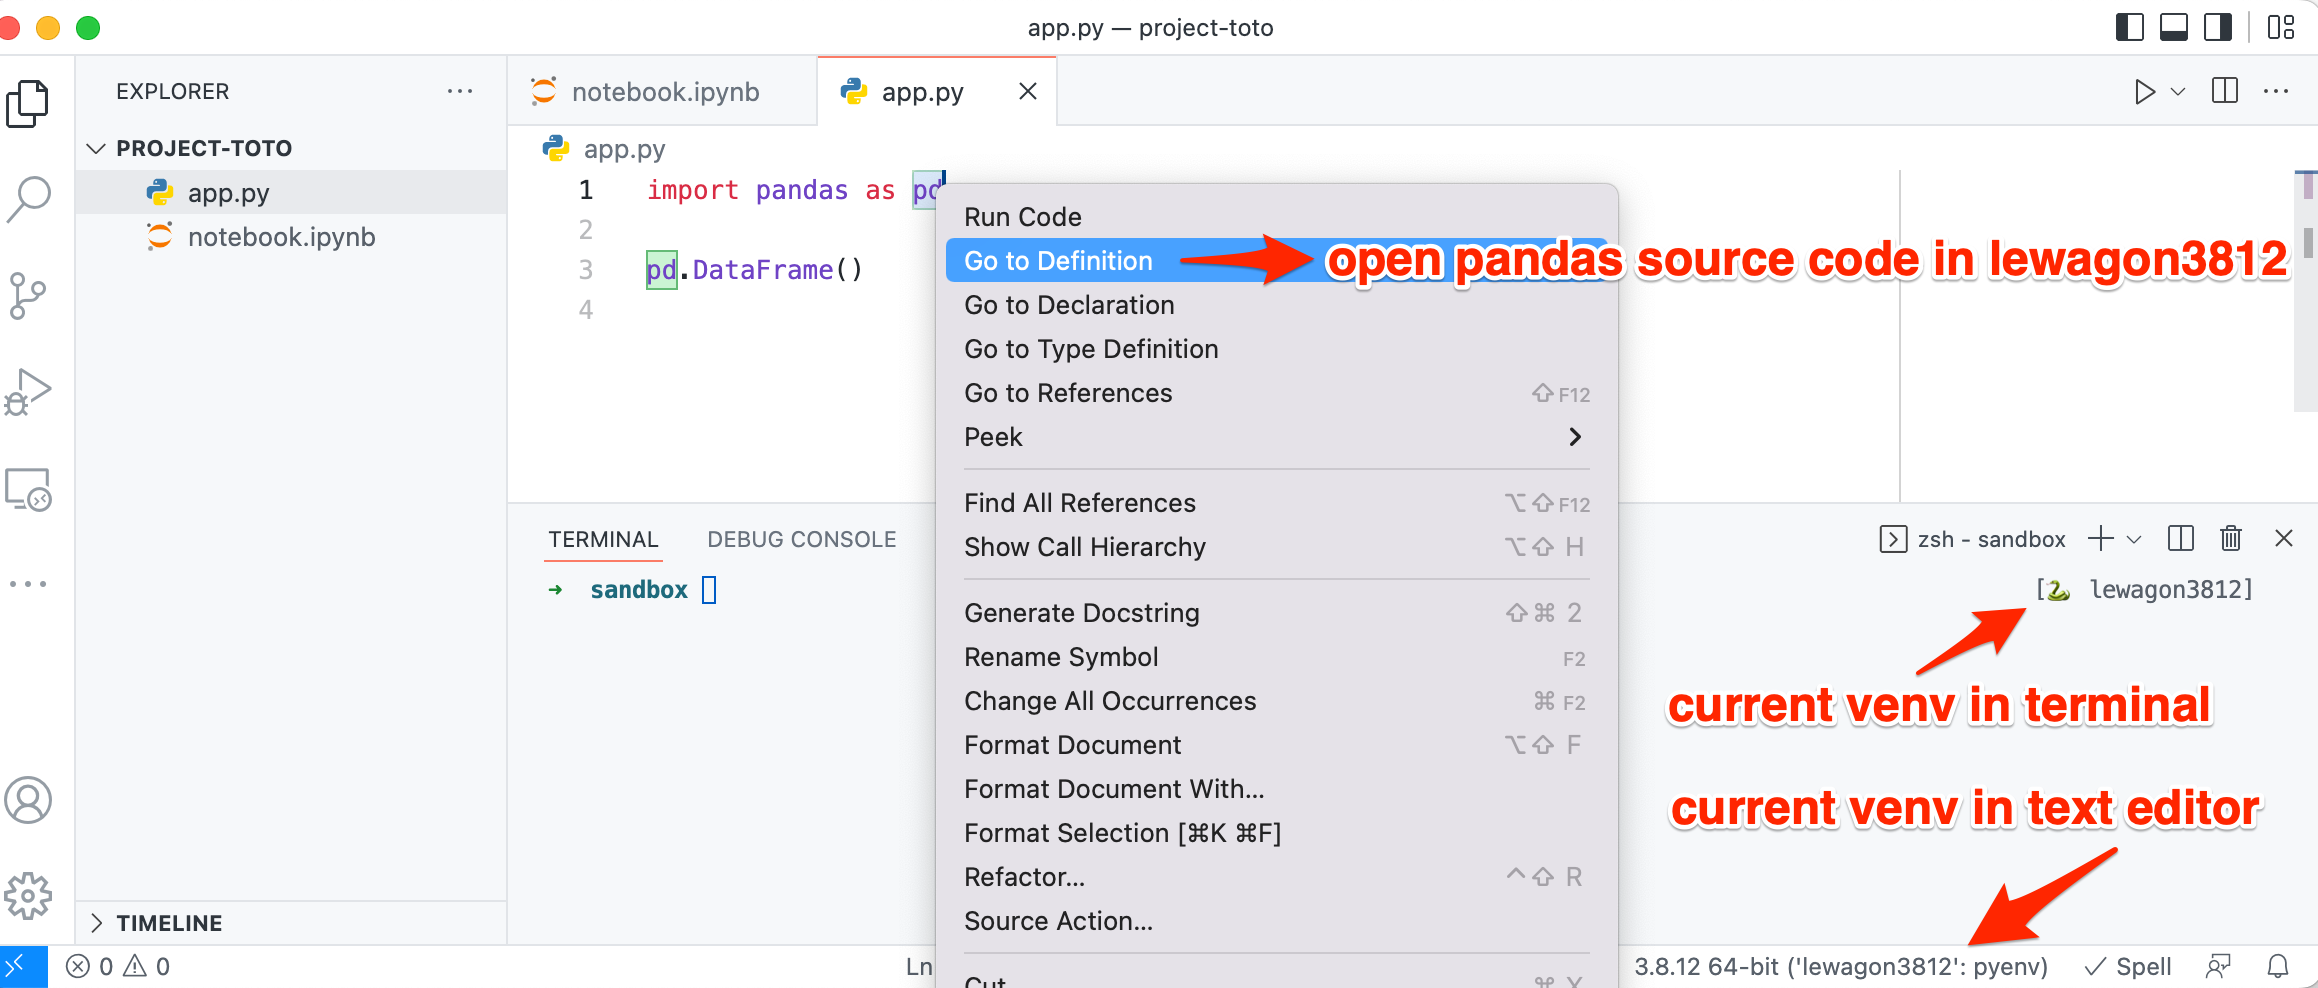 app.py — project-toto
EXPLORER
notebook.ipynb
app.py
PROJECT-TOTO
app.py
notebook.ipynb
app.py
1 import pandas as pd
2
3 pd.DataFrame()
4
Run Code
Go to Definition
open pandas source code in lewagon3812
Go to Declaration
Go to Type Definition
Go to References ⇧F12
Peek
Find All References ⌥⇧F12
Show Call Hierarchy ⌥⇧ H
Generate Docstring ⇧⌘ 2
Rename Symbol F2
Change All Occurrences ⌘ F2
Format Document ⌥⇧ F
Format Document With...
Format Selection [⌘K ⌘F]
Refactor... ^⇧ R
Source Action...
Cut ⌘ X
TERMINAL
DEBUG CONSOLE
zsh - sandbox
➜ sandbox
[🐍 lewagon3812]
current venv in terminal
current venv in text editor
TIMELINE
0 0
Ln
3.8.12 64-bit ('lewagon3812': pyenv)
Spell